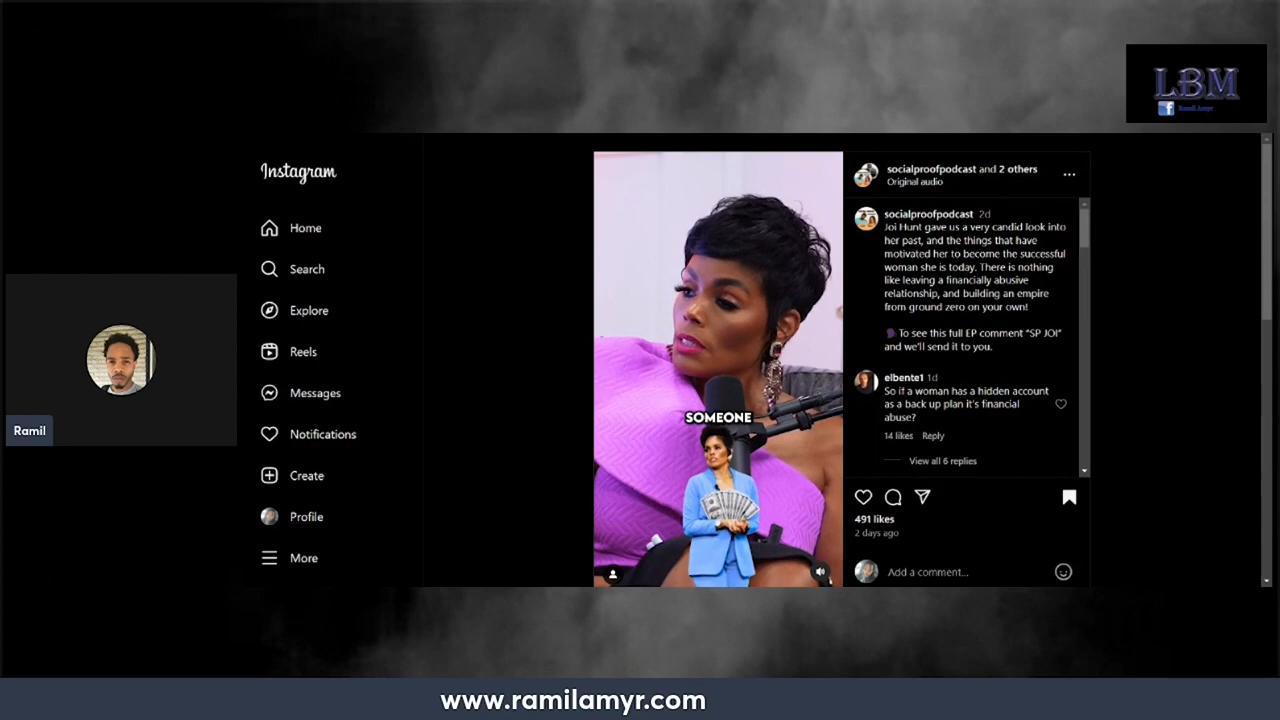 LBM
Ramil Amyr
Instagram
Home
Search
Explore
Reels
Messages
Notifications
Create
Profile
More
Ramil
SOMEONE
socialproofpodcast and 2 others
Original audio
socialproofpodcast 2d
Joi Hunt gave us a very candid look into
her past, and the things that have
motivated her to become the successful
woman she is today. There is nothing
like leaving a financially abusive
relationship, and building an empire
from ground zero on your own!
🗣 To see this full EP comment “SP JOI”
and we'll send it to you.
elbente1 1d
So if a woman has a hidden account
as a back up plan it's financial
abuse?
14 likes Reply
View all 6 replies
491 likes
2 days ago
Add a comment...
www.ramilamyr.com